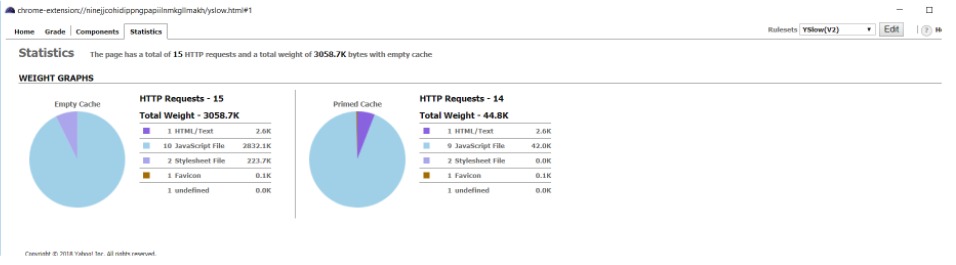 chrome-extension://ninejjcohidippngpapiilnmkgllmakh/yslow.html#1
Home Grade Components Statistics Rulesets YSlow(V2) Edit ?
Statistics The page has a total of 15 HTTP requests and a total weight of 3058.7K bytes with empty cache
WEIGHT GRAPHS
Empty Cache
HTTP Requests - 15
Total Weight - 3058.7K
1 HTML/Text 2.6K
10 JavaScript File 2832.1K
2 Stylesheet File 223.7K
1 Favicon 0.1K
1 undefined 0.0K
Primed Cache
HTTP Requests - 14
Total Weight - 44.8K
1 HTML/Text 2.6K
9 JavaScript File 42.0K
2 Stylesheet File 0.0K
1 Favicon 0.1K
1 undefined 0.0K
Copyright © 2018 Yahoo! Inc. All rights reserved.